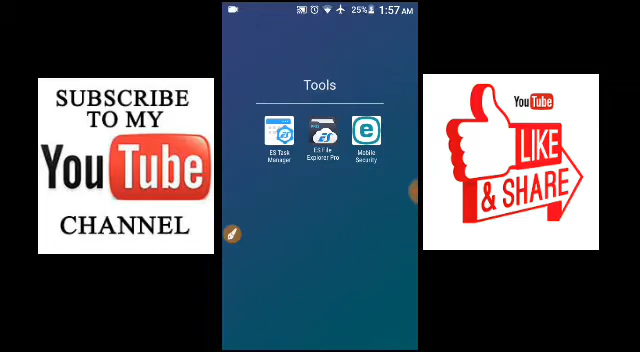 SUBSCRIBE
TO MY
YouTube
CHANNEL
25% 1:57 AM
Tools
ES Task
Manager
PRO
ES File
Explorer Pro
Mobile
Security
YouTube
LIKE
& SHARE